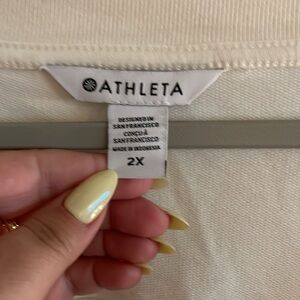 ATHLETA
DESIGNED IN
SAN FRANCISCO
CONÇU À
SAN FRANCISCO
MADE IN INDONESIA
2X